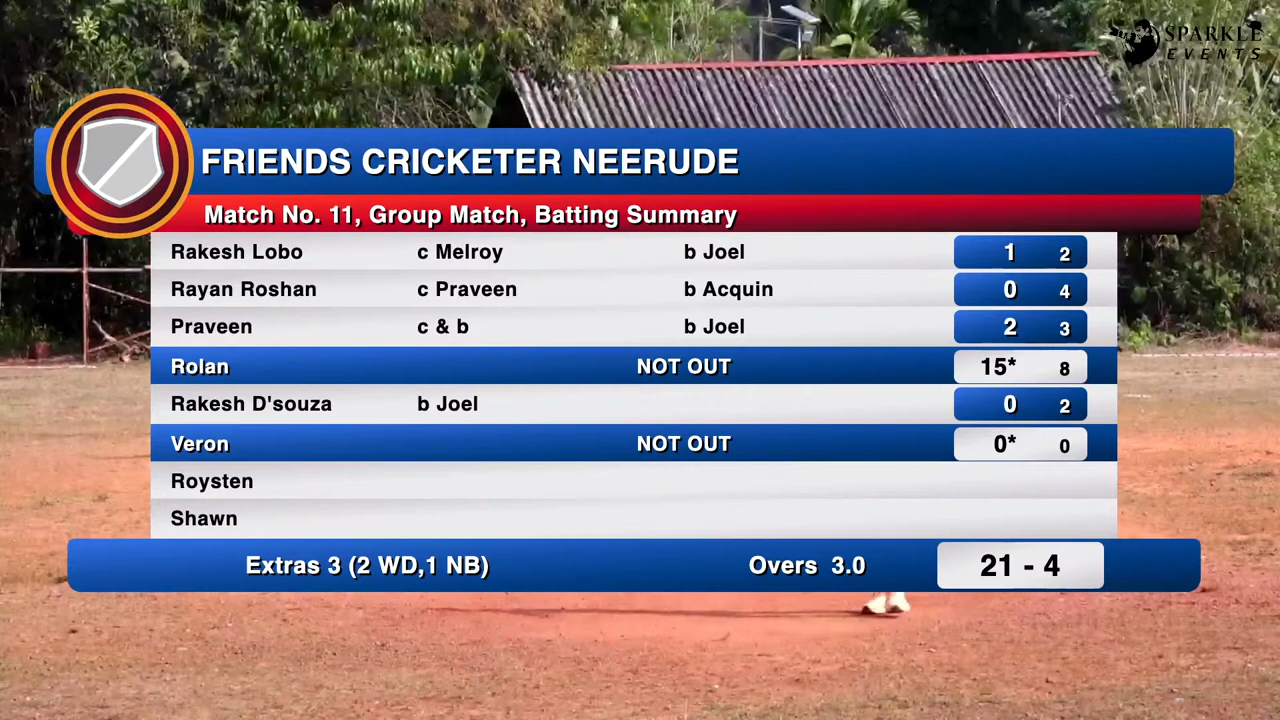 SPARKLE
EVENTS
FRIENDS CRICKETER NEERUDE
Match No. 11, Group Match, Batting Summary
Rakesh Lobo c Melroy b Joel 1 2
Rayan Roshan c Praveen b Acquin 0 4
Praveen c & b b Joel 2 3
Rolan NOT OUT 15* 8
Rakesh D'souza b Joel 0 2
Veron NOT OUT 0* 0
Roysten
Shawn
Extras 3 (2 WD,1 NB) Overs 3.0 21 - 4